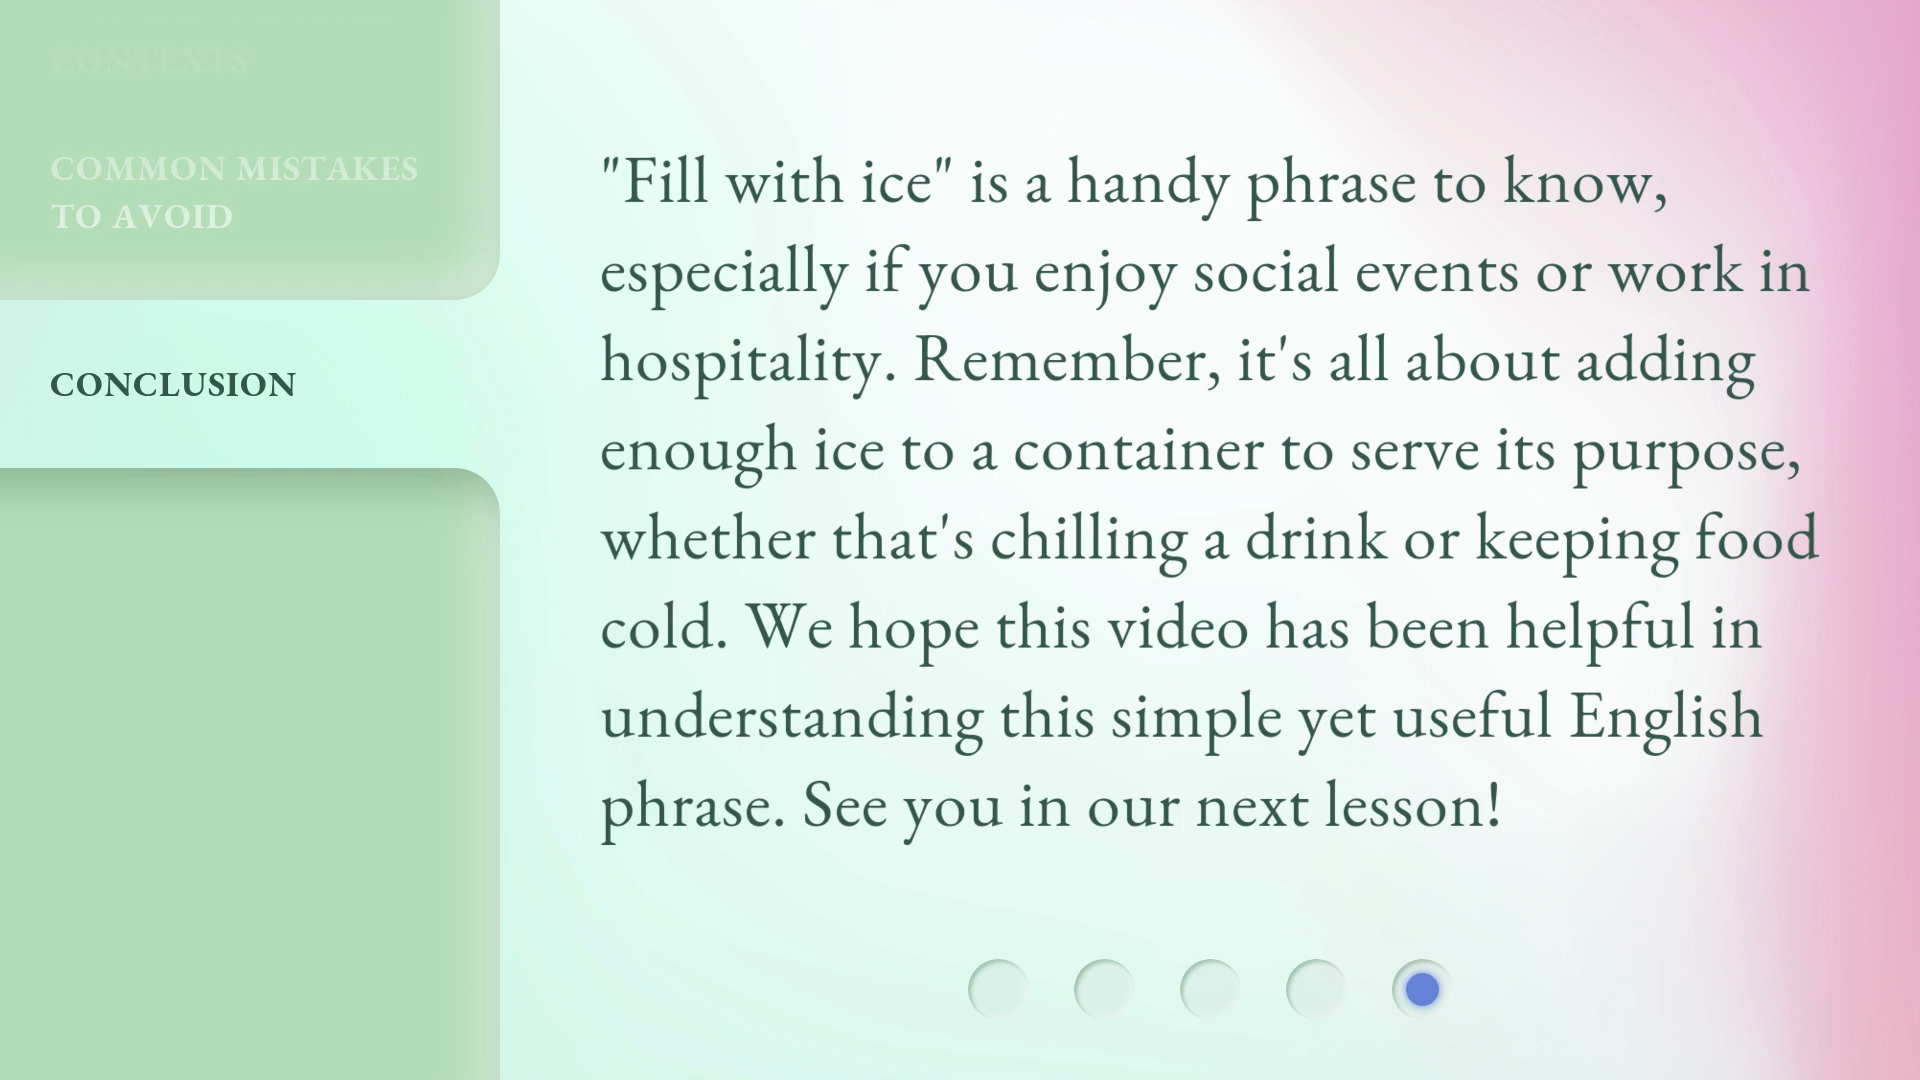 CONTEXTS
COMMON MISTAKES
TO AVOID
CONCLUSION
"Fill with ice" is a handy phrase to know,
especially if you enjoy social events or work in
hospitality. Remember, it's all about adding
enough ice to a container to serve its purpose,
whether that's chilling a drink or keeping food
cold. We hope this video has been helpful in
understanding this simple yet useful English
phrase. See you in our next lesson!